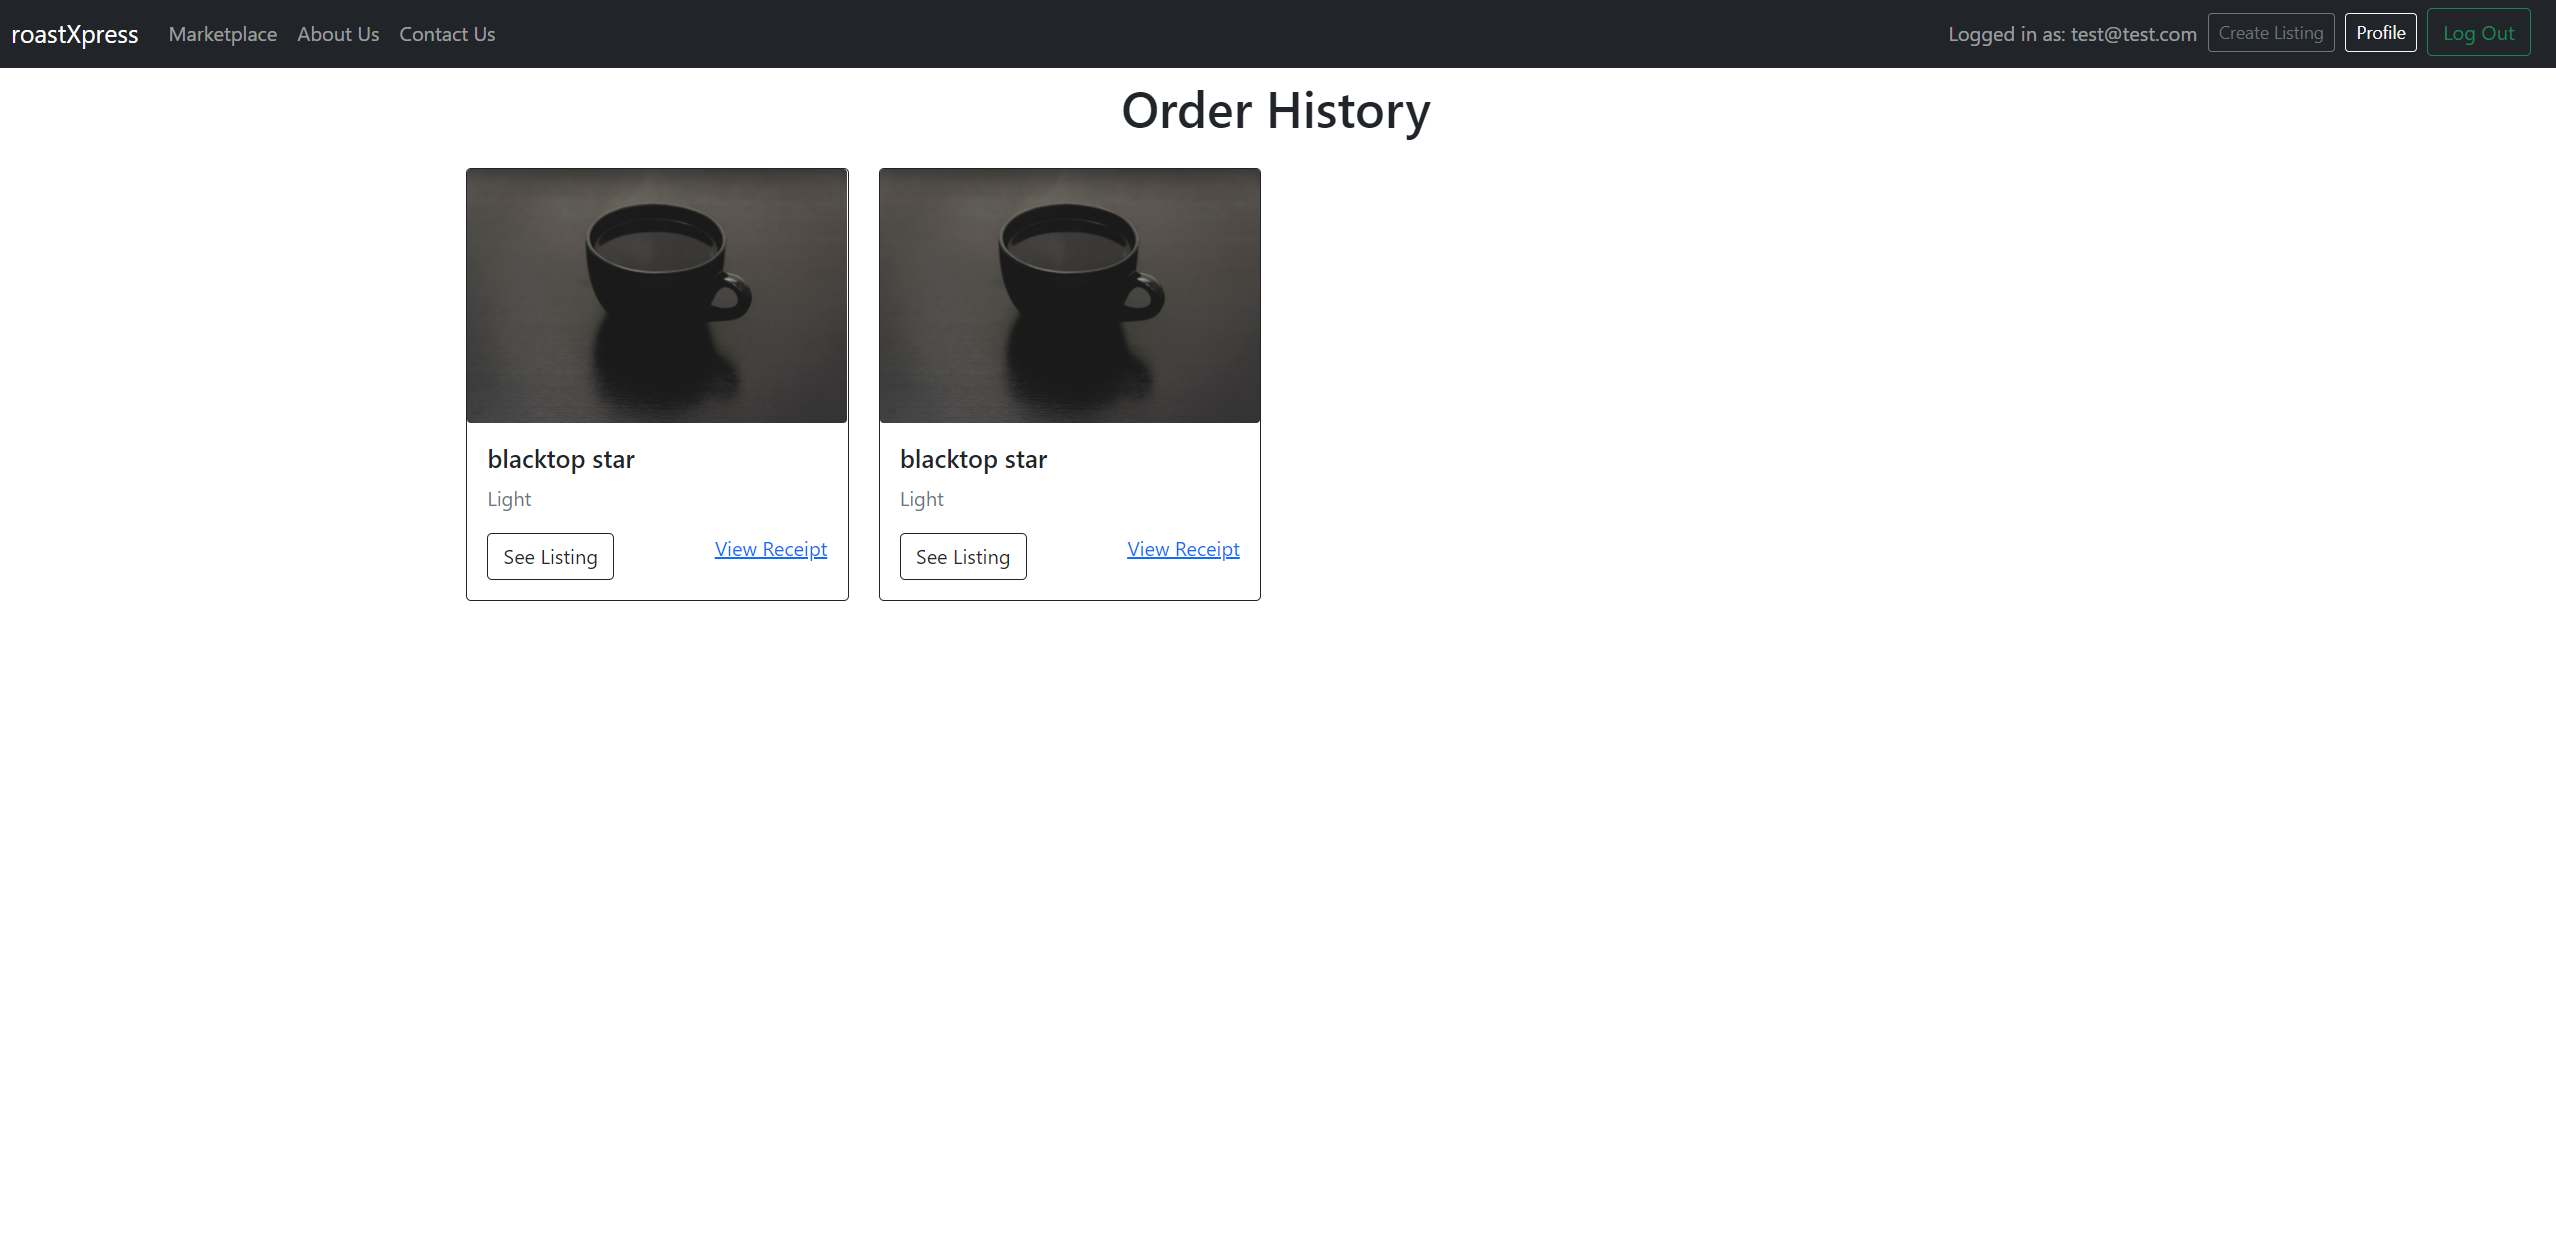 roastXpress Marketplace About Us Contact Us Logged in as: test@test.com Create Listing Profile Log Out
Order History
blacktop star
Light
See Listing View Receipt
blacktop star
Light
See Listing View Receipt